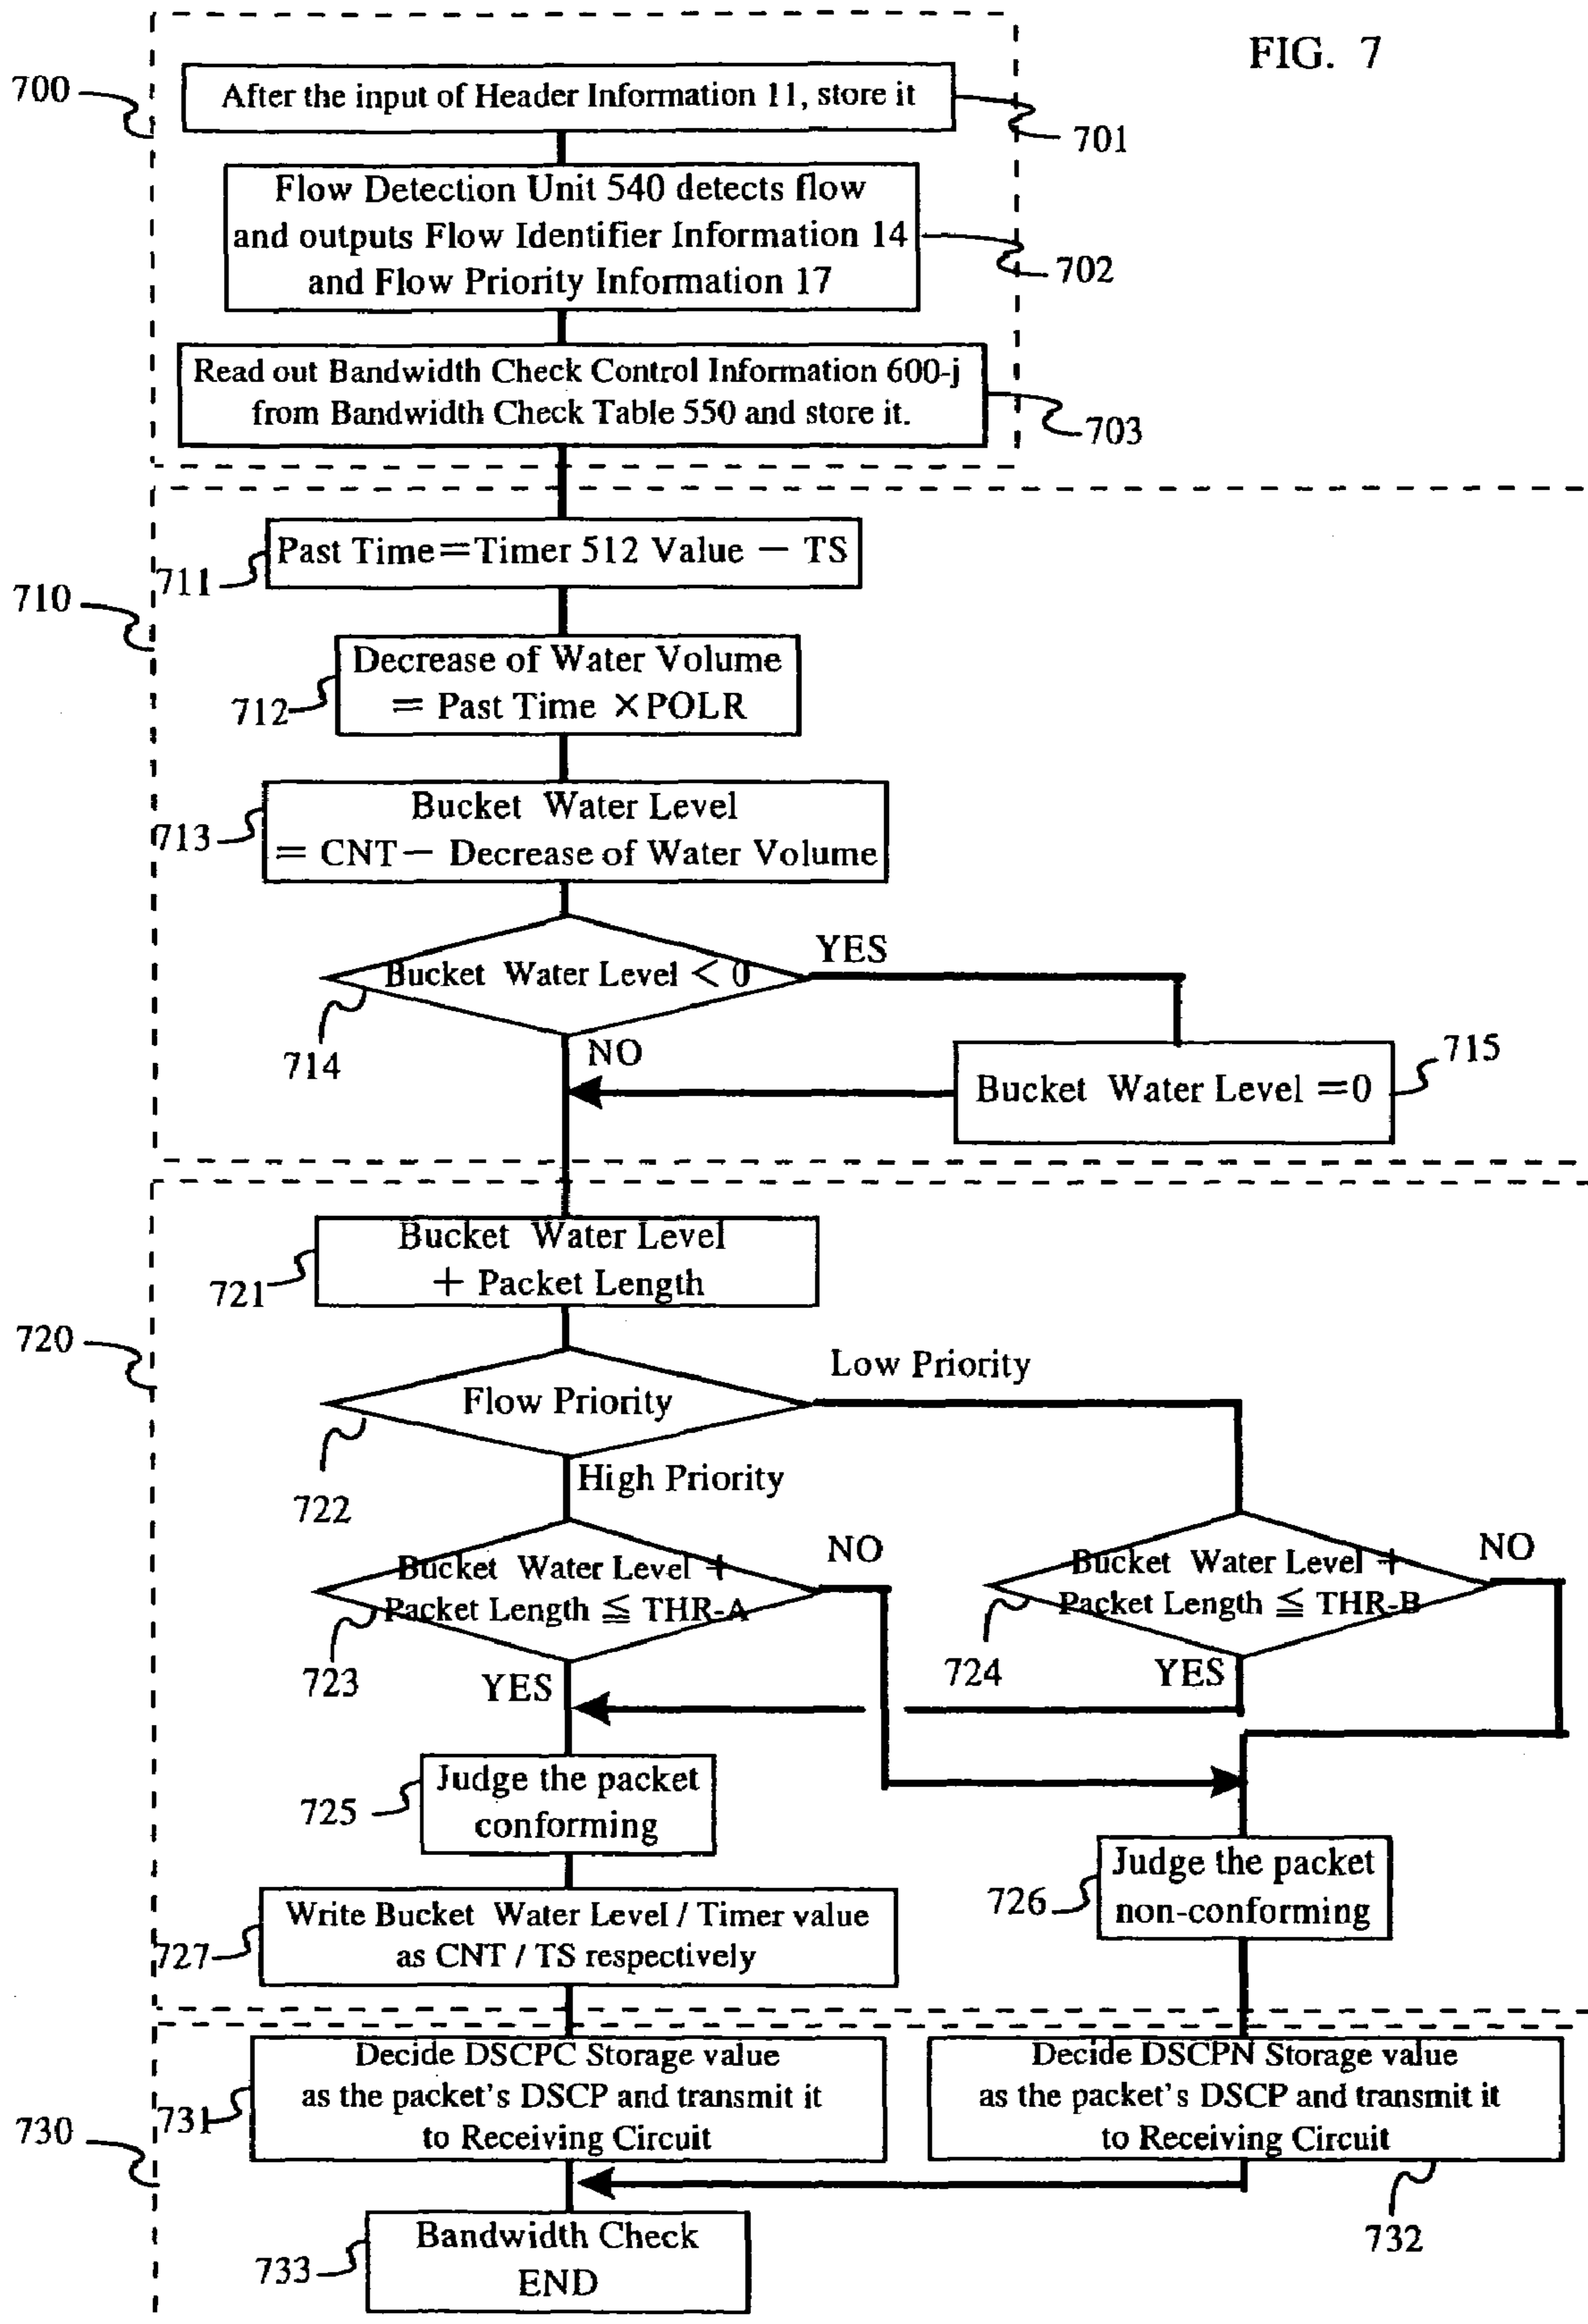 FIG. 7
700
After the input of Header Information 11, store it
701
Flow Detection Unit 540 detects flow
and outputs Flow Identifier Information 14
and Flow Priority Information 17
702
Read out Bandwidth Check Control Information 600-j
from Bandwidth Check Table 550 and store it.
703
710
711
Past Time=Timer 512 Value − TS
712
Decrease of Water Volume
= Past Time ×POLR
713
Bucket Water Level
= CNT− Decrease of Water Volume
714
Bucket Water Level < 0
YES
NO
715
Bucket Water Level =0
720
721
Bucket Water Level
+ Packet Length
722
Flow Priority
Low Priority
High Priority
723
Bucket Water Level +
Packet Length ≦ THR-A
NO
YES
724
Bucket Water Level +
Packet Length ≦ THR-B
NO
YES
725
Judge the packet
conforming
726
Judge the packet
non-conforming
727
Write Bucket Water Level / Timer value
as CNT / TS respectively
730
731
Decide DSCPC Storage value
as the packet's DSCP and transmit it
to Receiving Circuit
Decide DSCPN Storage value
as the packet's DSCP and transmit it
to Receiving Circuit
732
733
Bandwidth Check
END